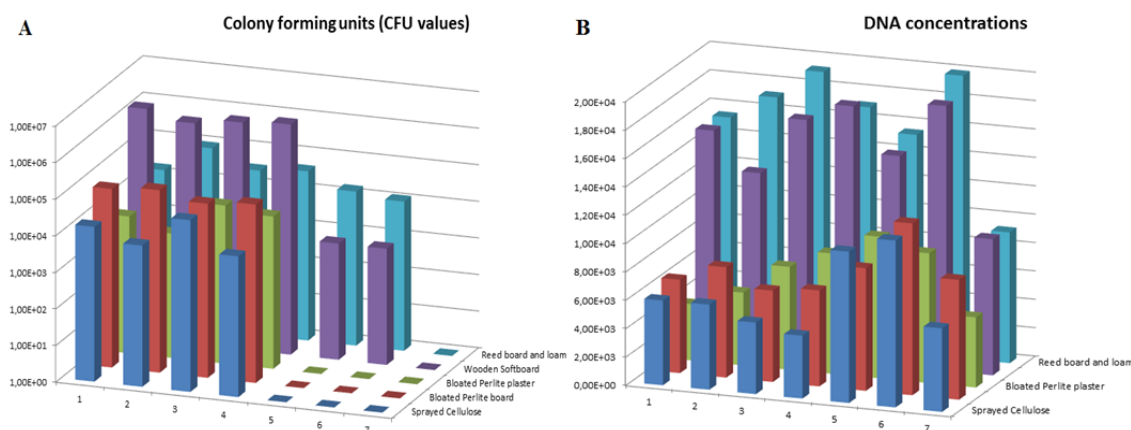 A
Colony forming units (CFU values)
1,00E+07
1,00E+06
1,00E+05
1,00E+04
1,00E+03
1,00E+02
1,00E+01
1,00E+00
1
2
3
4
5
6
7
Reed board and loam
Wooden Softboard
Bloated Perlite plaster
Bloated Perlite board
Sprayed Cellulose
B
DNA concentrations
2,00E+04
1,80E+04
1,60E+04
1,40E+04
1,20E+04
1,00E+04
8,00E+03
6,00E+03
4,00E+03
2,00E+03
0,00E+00
1
2
3
4
5
6
7
Reed board and loam
Bloated Perlite plaster
Sprayed Cellulose